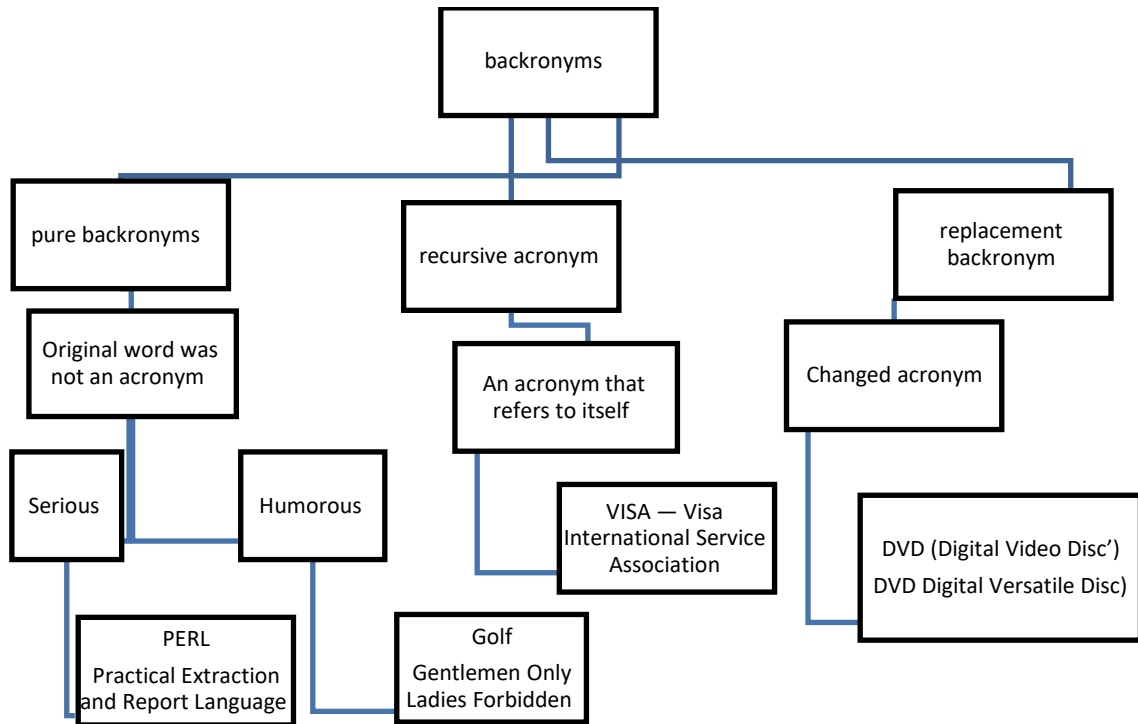 backronyms
pure backronyms
recursive acronym
replacement
backronym
Original word was
not an acronym
An acronym that
refers to itself
Changed acronym
Serious
Humorous
VISA — Visa
International Service
Association
DVD (Digital Video Disc’)
DVD Digital Versatile Disc)
PERL
Practical Extraction
and Report Language
Golf
Gentlemen Only
Ladies Forbidden